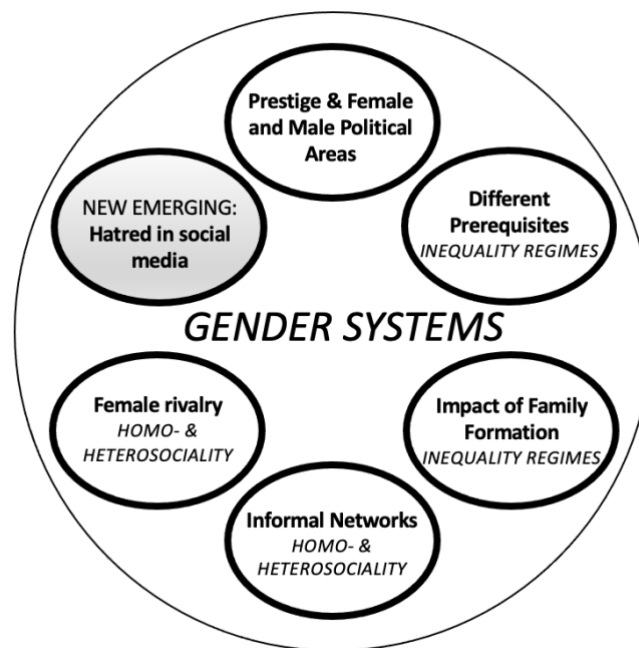 Prestige & Female
and Male Political
Areas
NEW EMERGING:
Hatred in social
media
Different
Prerequisites
INEQUALITY REGIMES
GENDER SYSTEMS
Female rivalry
HOMO- &
HETEROSOCIALITY
Impact of Family
Formation
INEQUALITY REGIMES
Informal Networks
HOMO- &
HETEROSOCIALITY